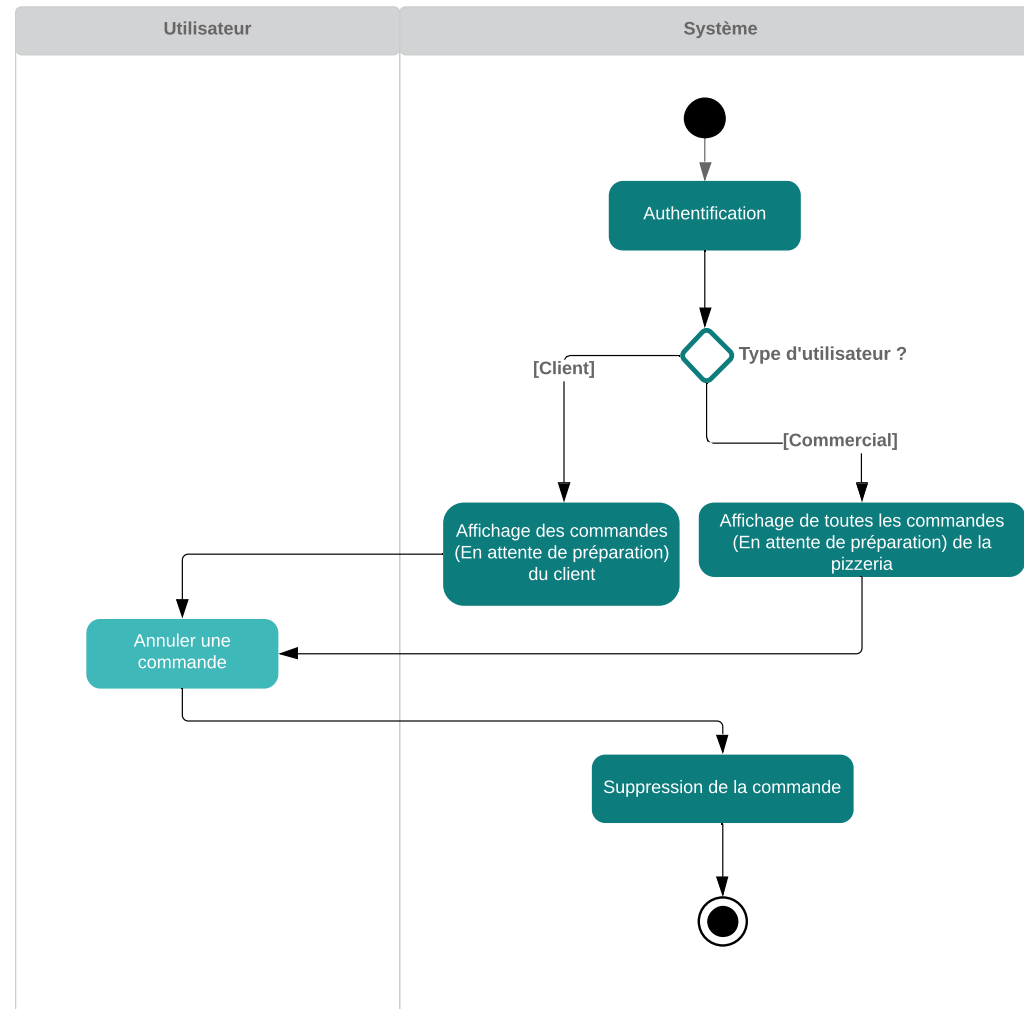 Utilisateur
Système
Authentification
Type d'utilisateur ?
[Client]
[Commercial]
Affichage des commandes
(En attente de préparation)
du client
Affichage de toutes les commandes
(En attente de préparation) de la
pizzeria
Annuler une
commande
Suppression de la commande